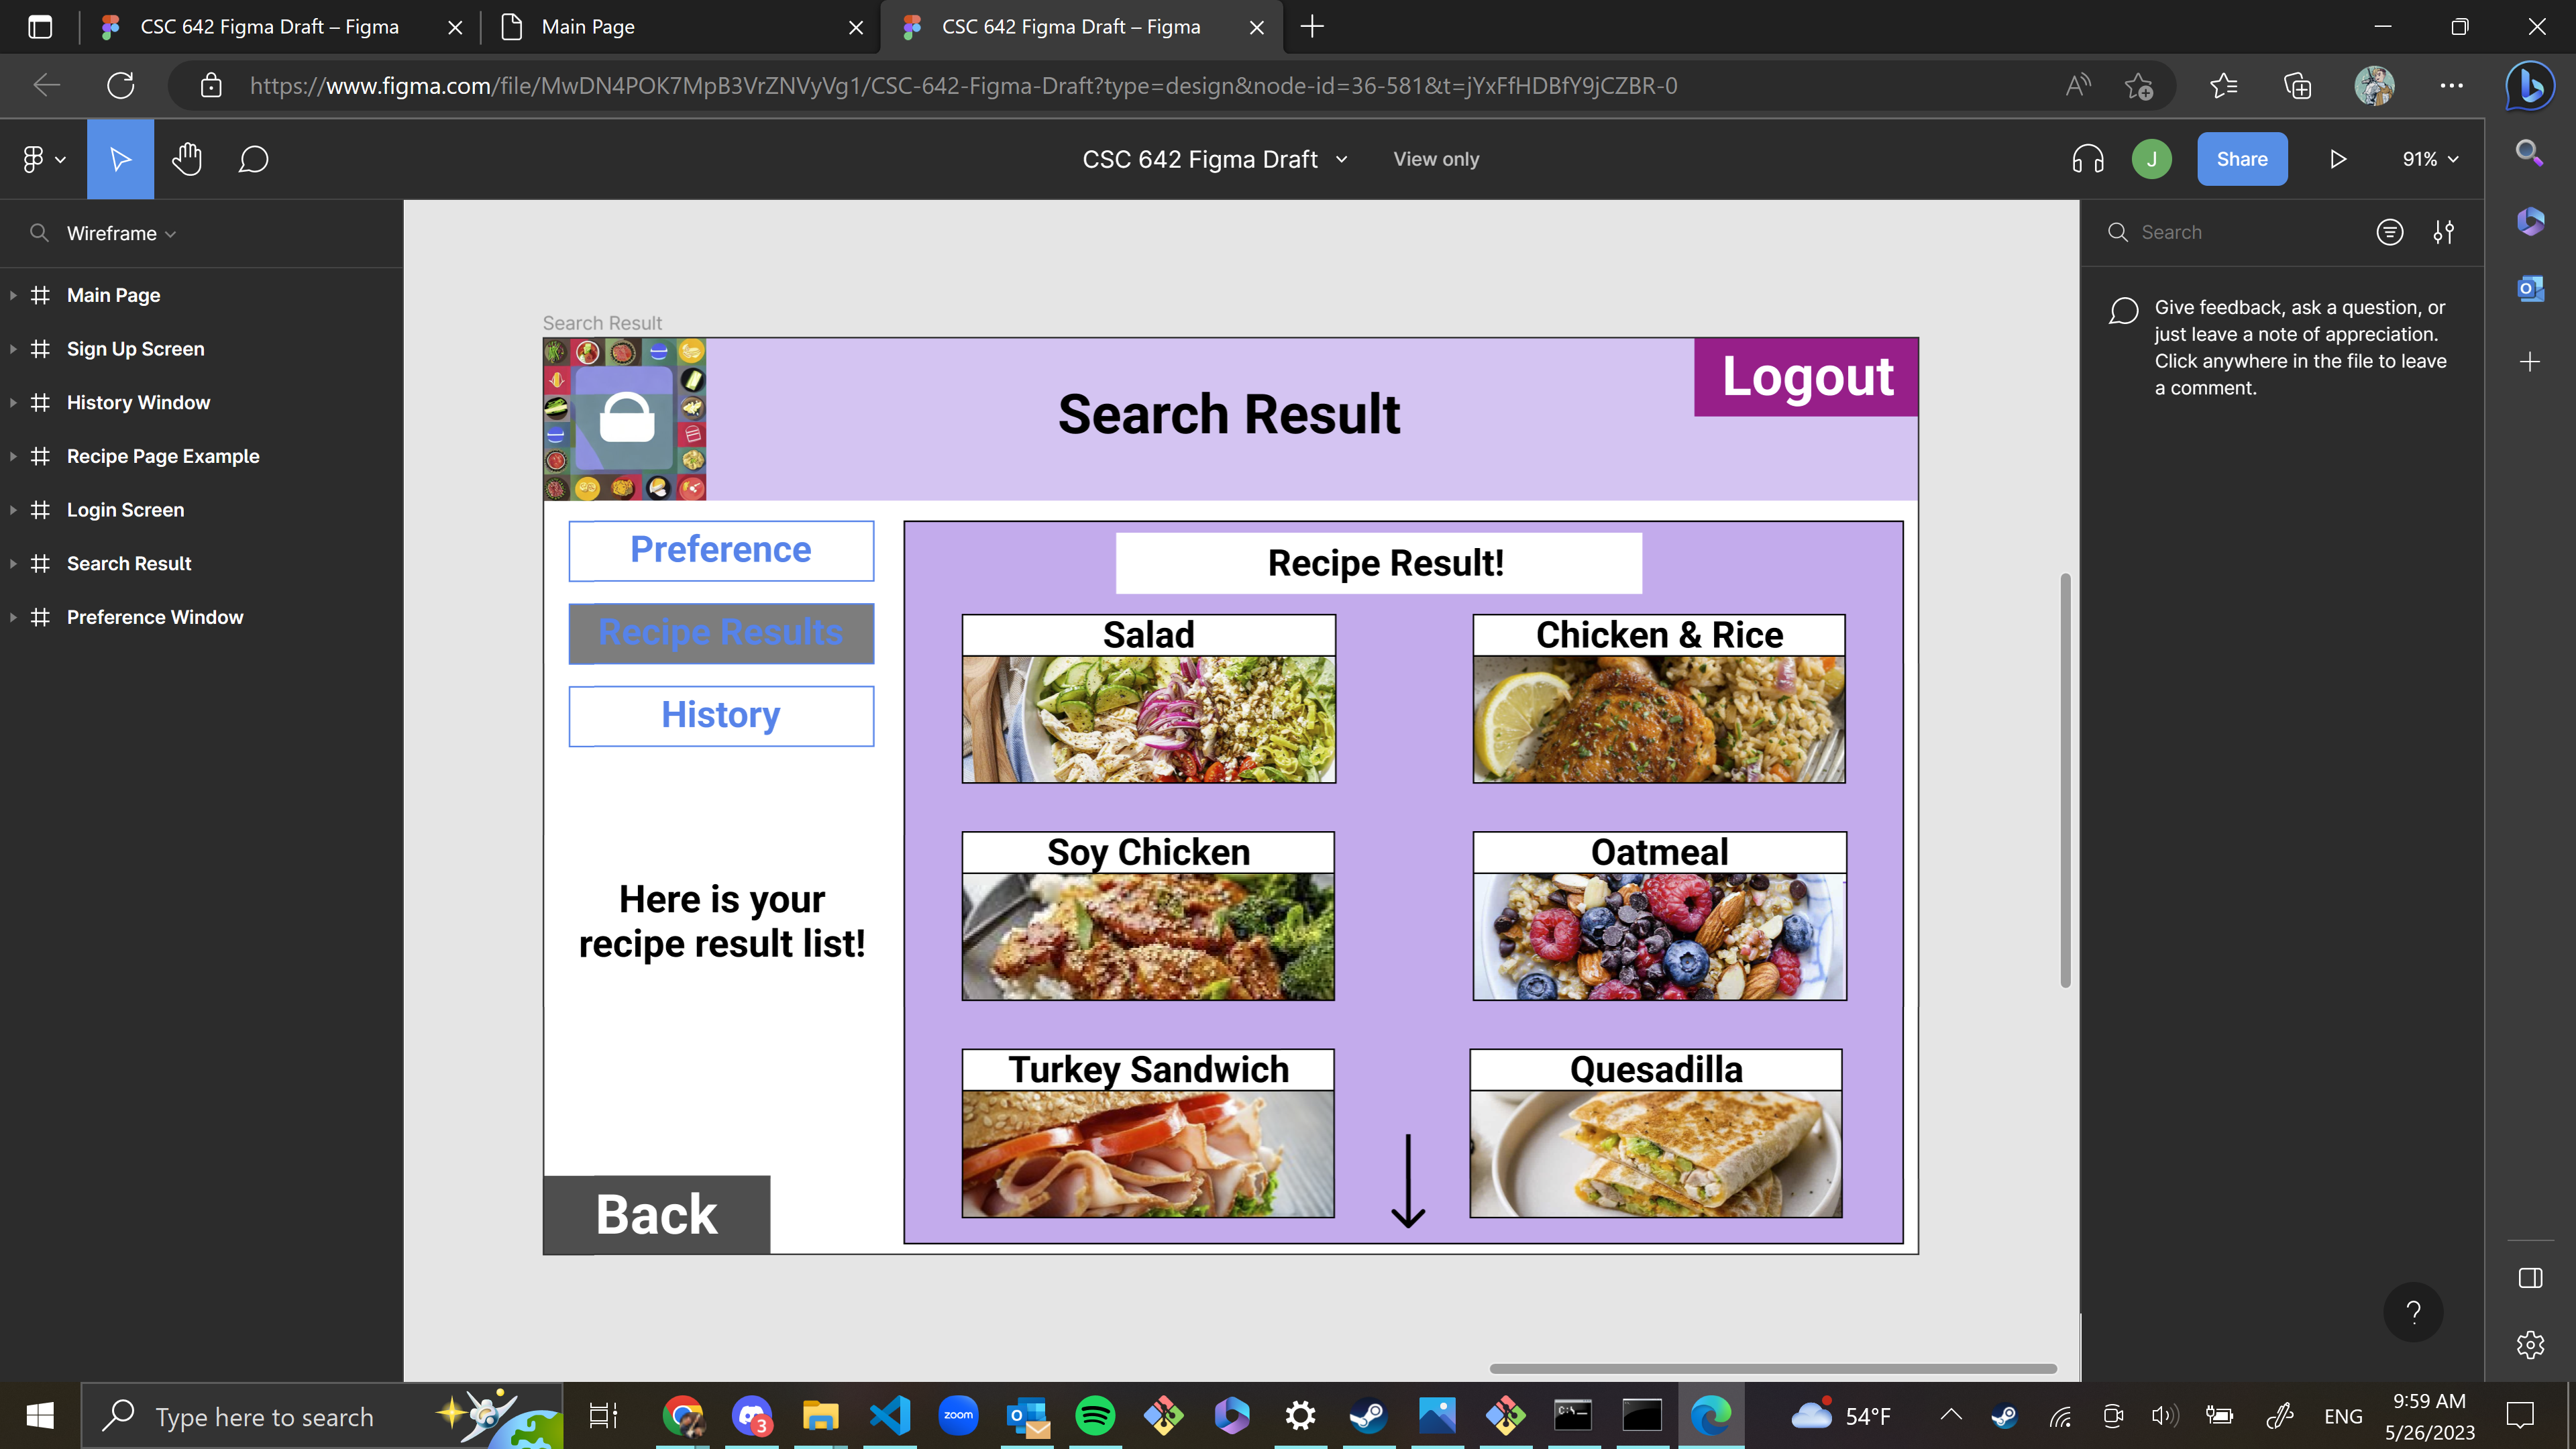 CSC 642 Figma Draft – Figma
Main Page
CSC 642 Figma Draft – Figma
https://www.figma.com/file/MwDN4POK7MpB3VrZNVyVg1/CSC-642-Figma-Draft?type=design&node-id=36-581&t=jYxFfHDBfY9jCZBR-0
CSC 642 Figma Draft
View only
J
Share
91%
Wireframe
Main Page
Sign Up Screen
History Window
Recipe Page Example
Login Screen
Search Result
Preference Window
Search Result
Search Result
Logout
Preference
Recipe Results
History
Here is your
recipe result list!
Back
Recipe Result!
Salad
Chicken & Rice
Soy Chicken
Oatmeal
Turkey Sandwich
Quesadilla
Search
Give feedback, ask a question, or
just leave a note of appreciation.
Click anywhere in the file to leave
a comment.
?
Type here to search
3
zoom
54°F
ENG
9:59 AM
5/26/2023